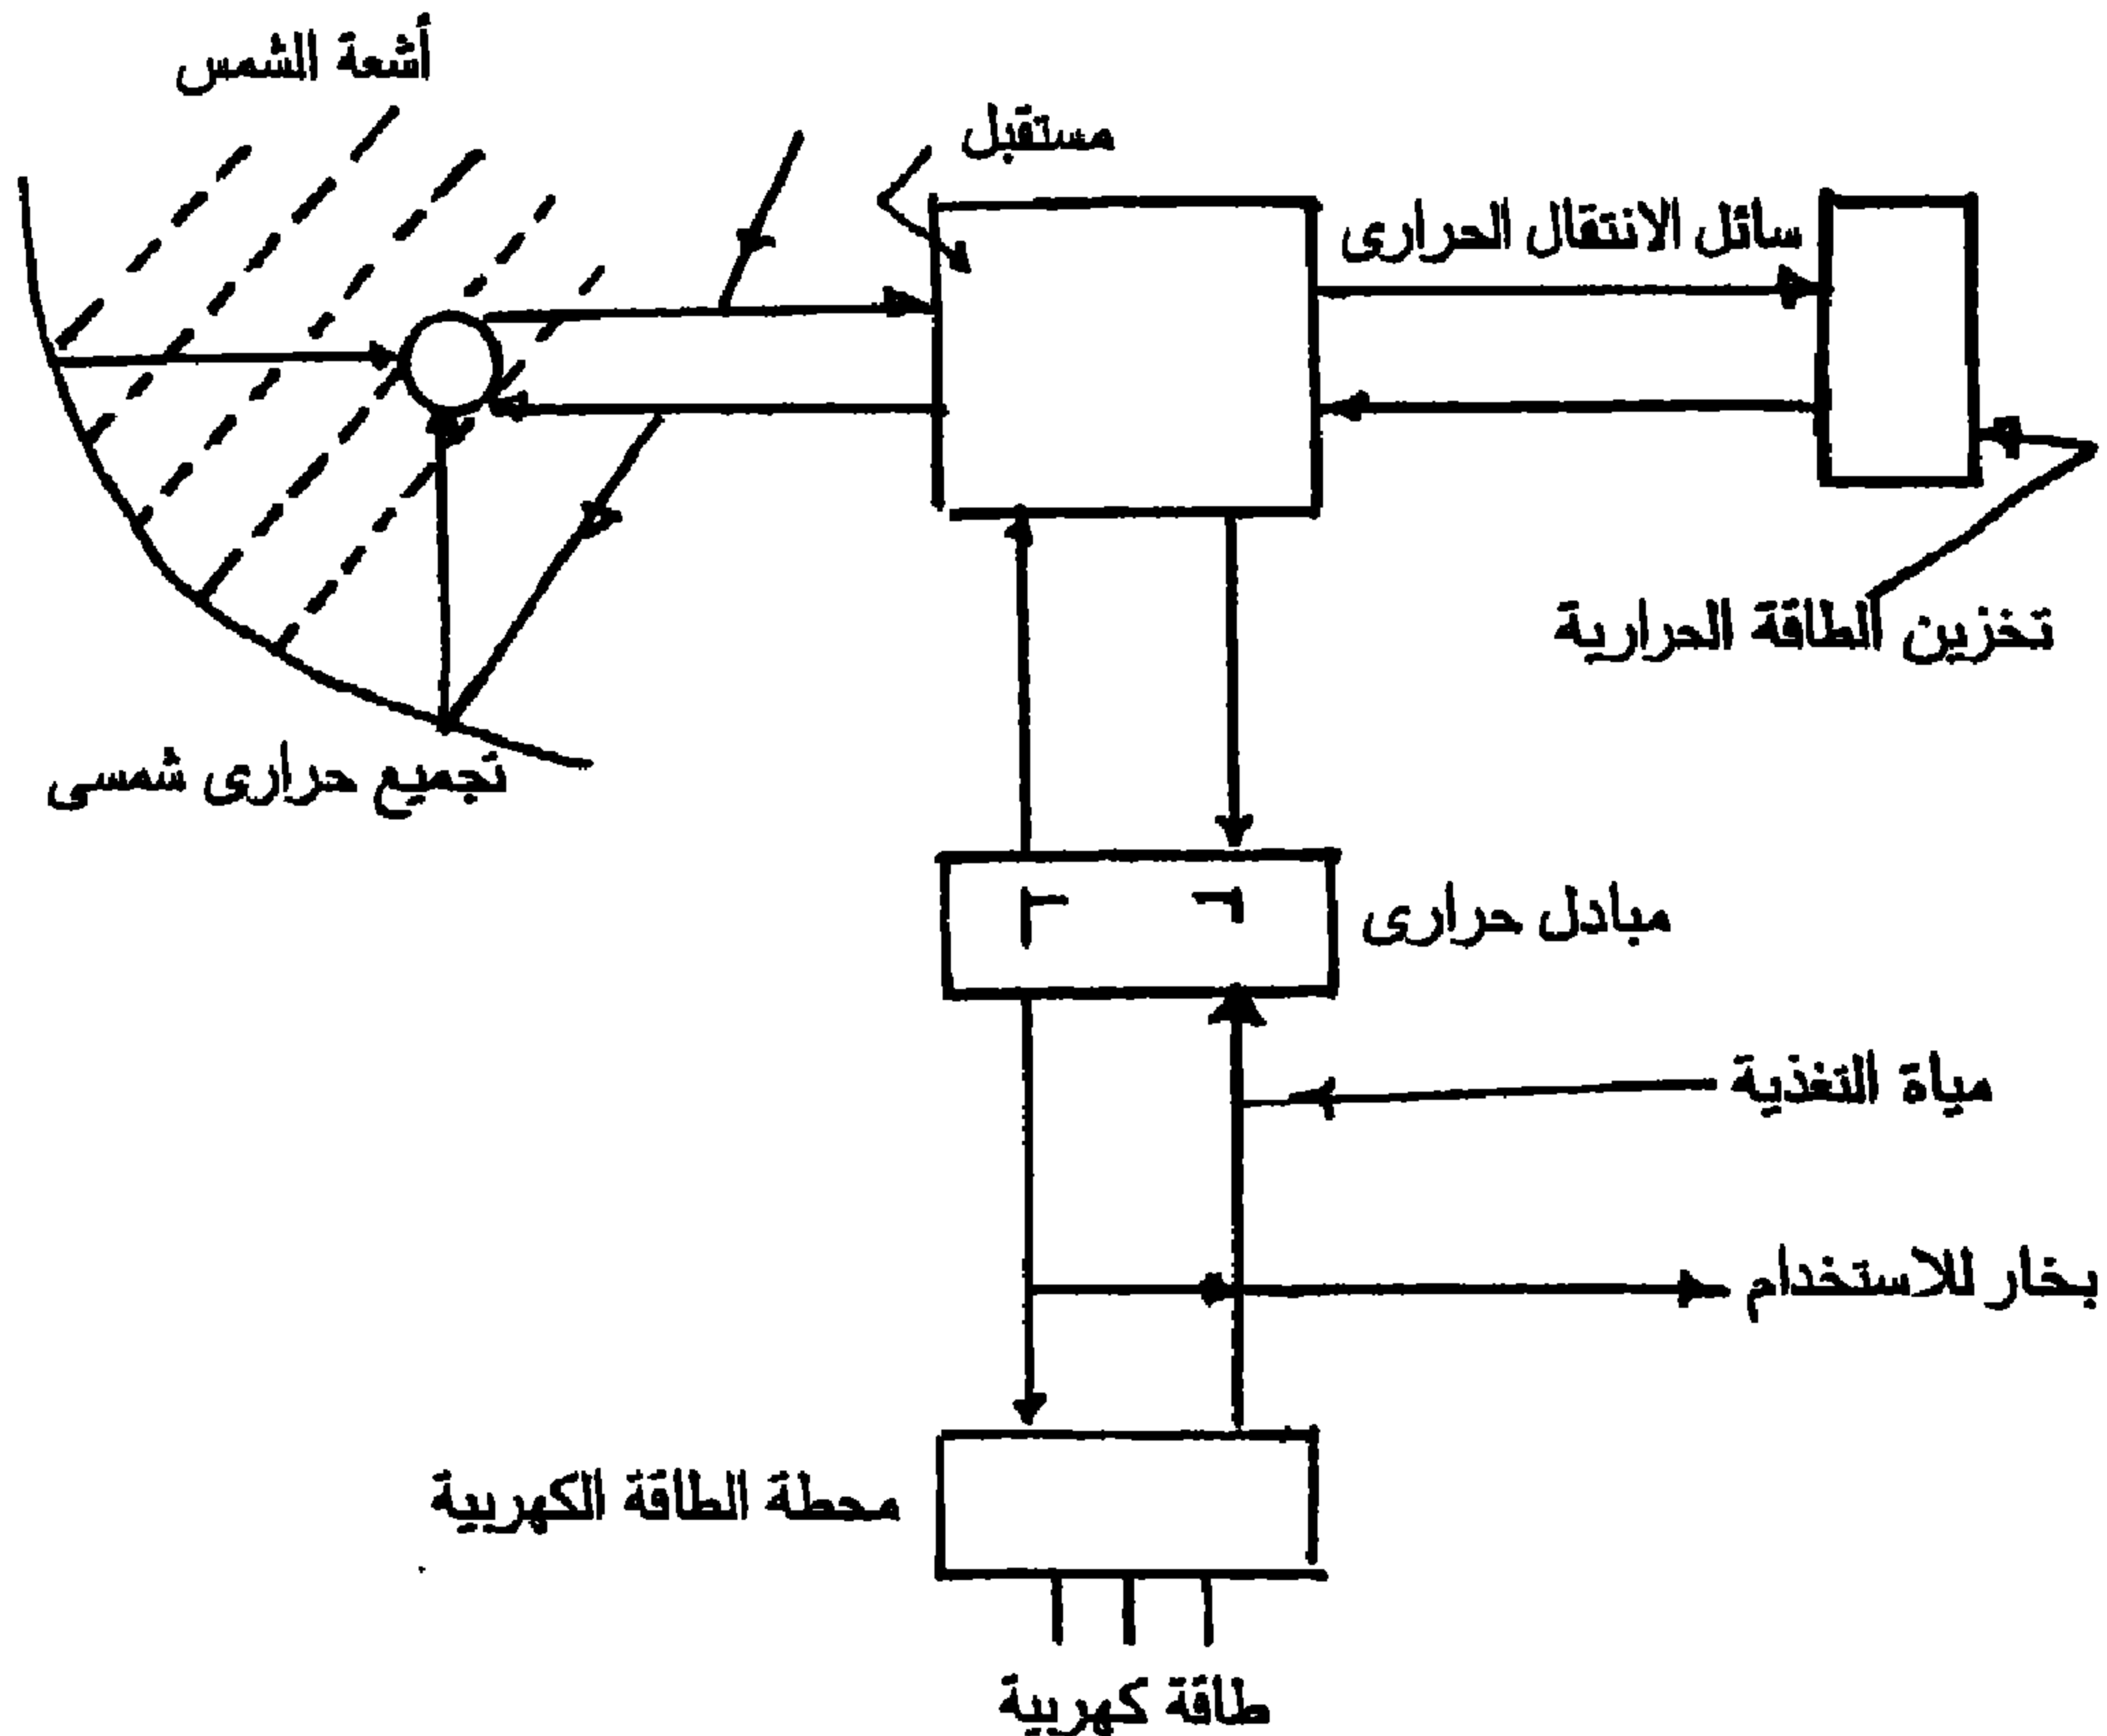 أشعة الشمس
مستقبل
سائل الانتقال الحرارى
تخزين الطاقة الحرارية
تجميع حرارى شمسى
مبادل حرارى
مياة التغذية
بخار للاستخدام
محطة الطاقة الكهربية
طاقة كهربية